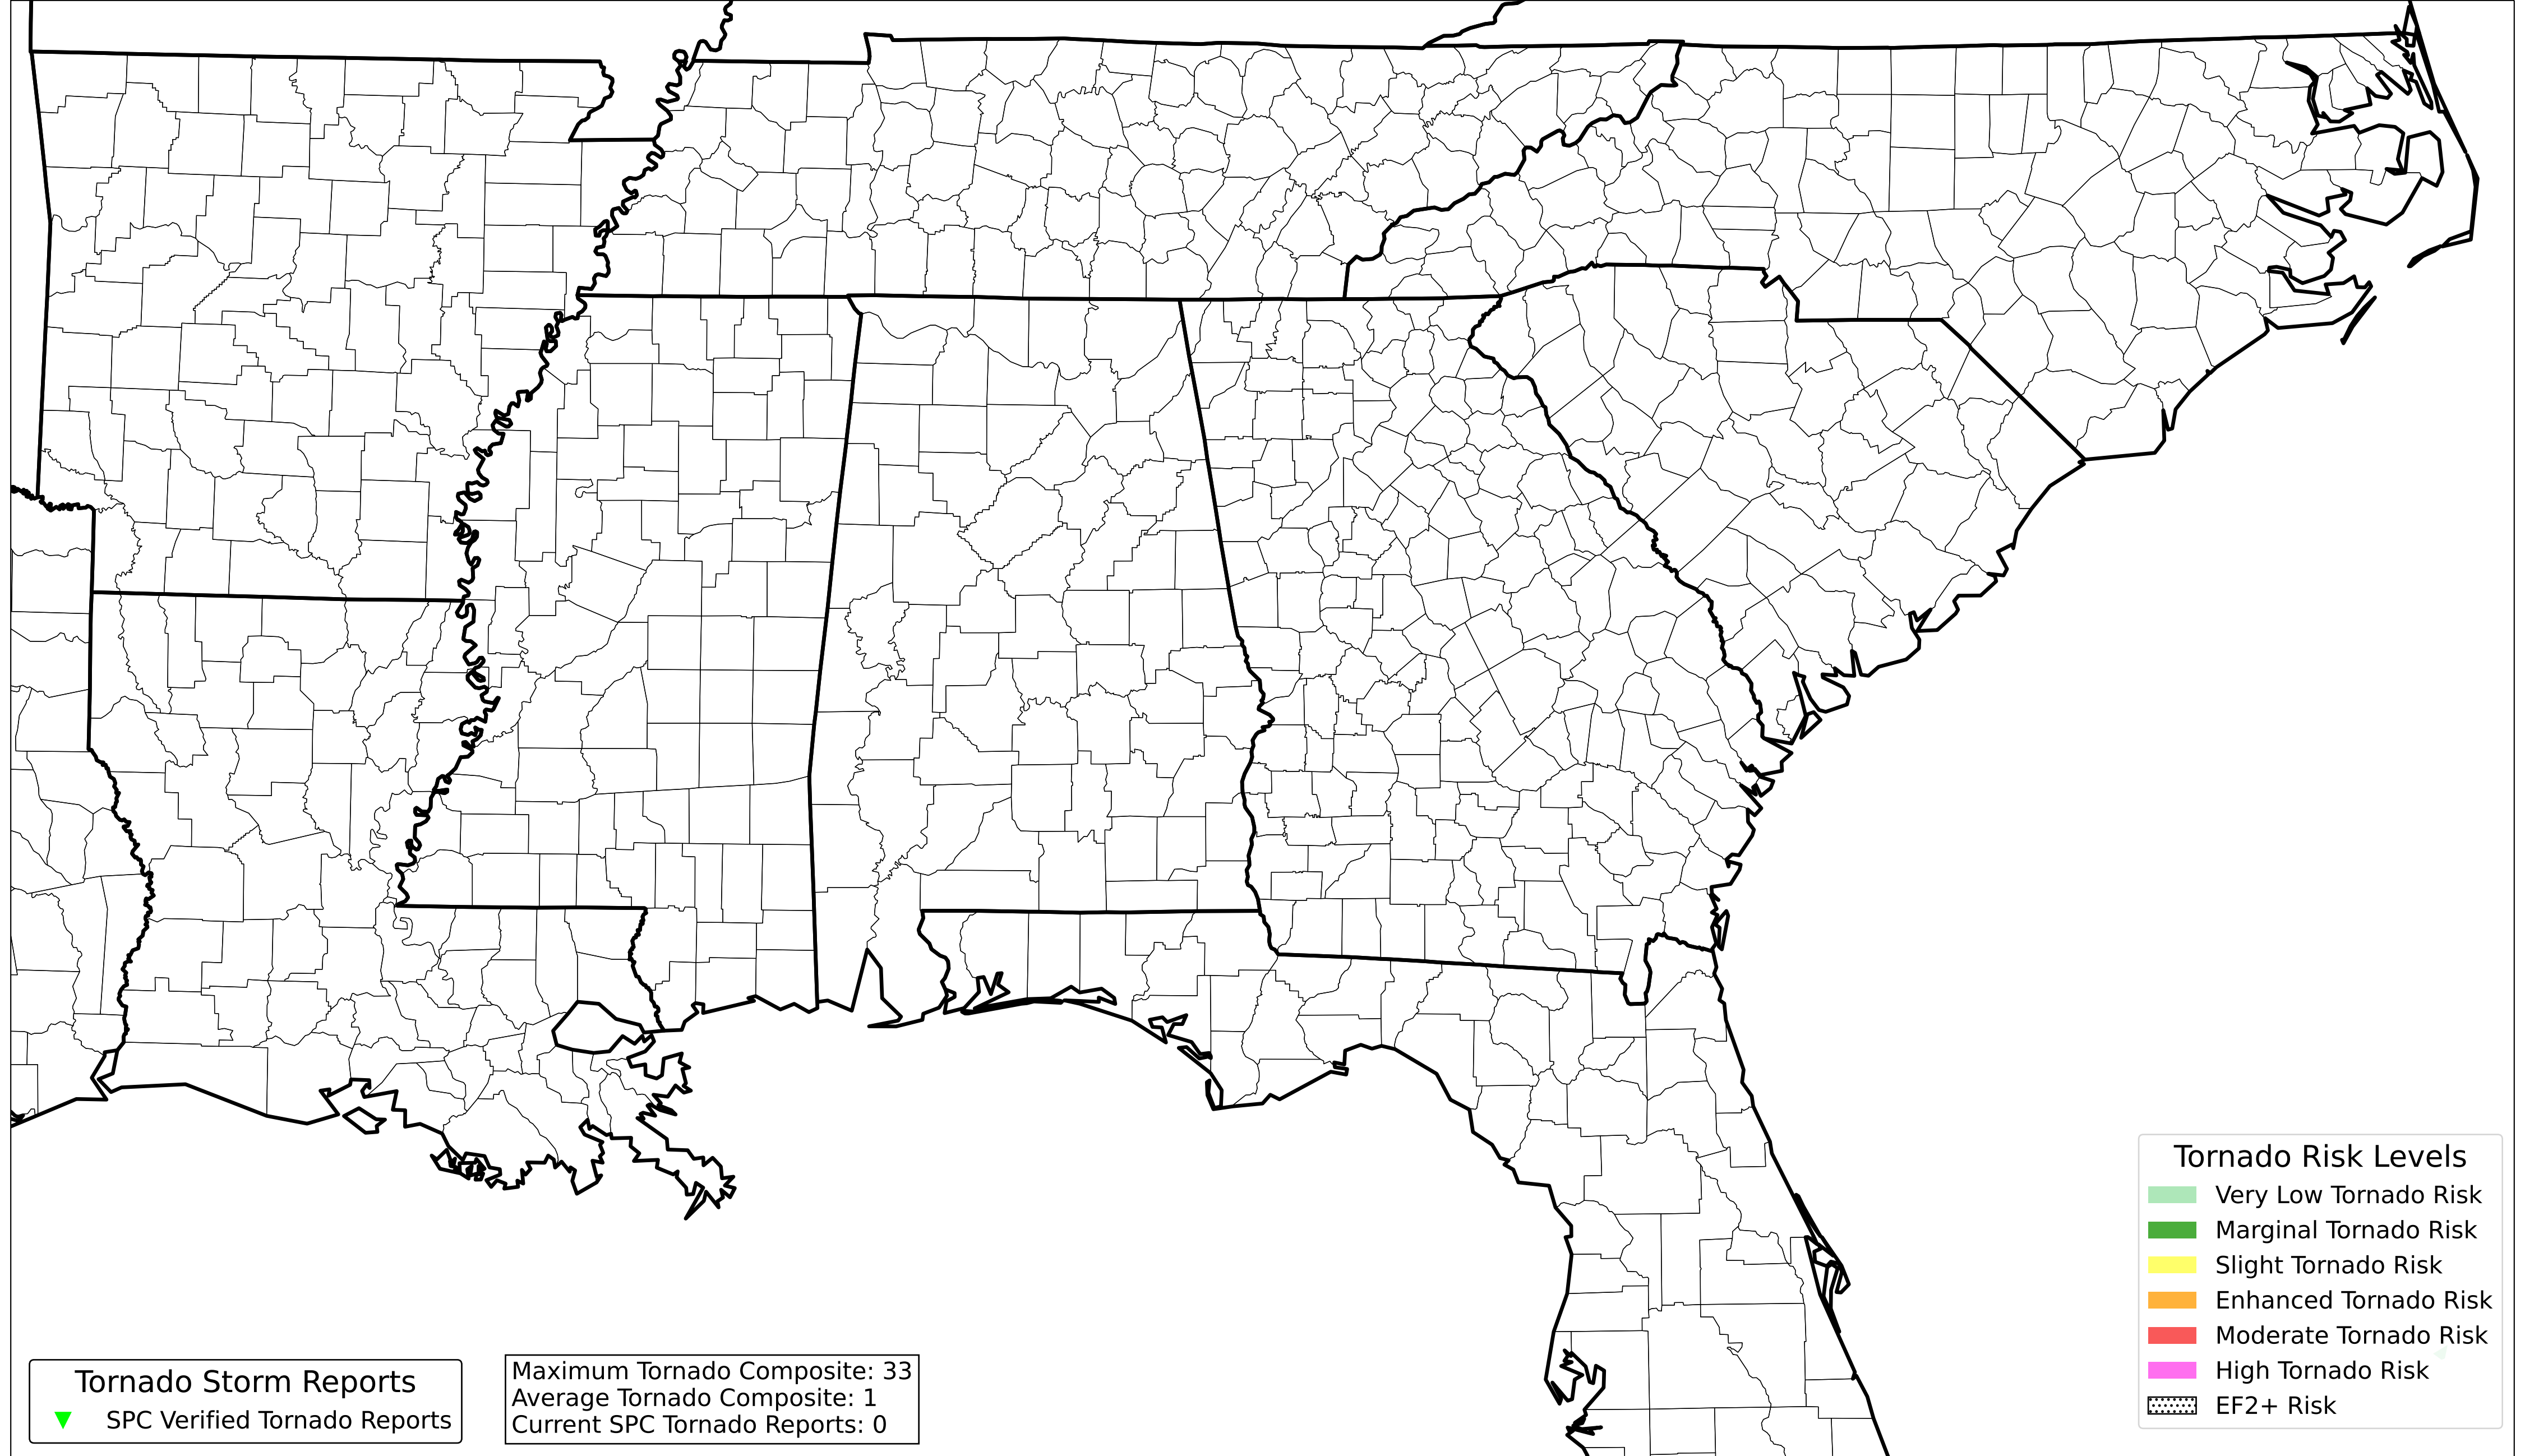 Tornado Risk Levels
Very Low Tornado Risk
Marginal Tornado Risk
Slight Tornado Risk
Enhanced Tornado Risk
Moderate Tornado Risk
High Tornado Risk
EF2+ Risk
Tornado Storm Reports
SPC Verified Tornado Reports
Maximum Tornado Composite: 33
Average Tornado Composite: 1
Current SPC Tornado Reports: 0